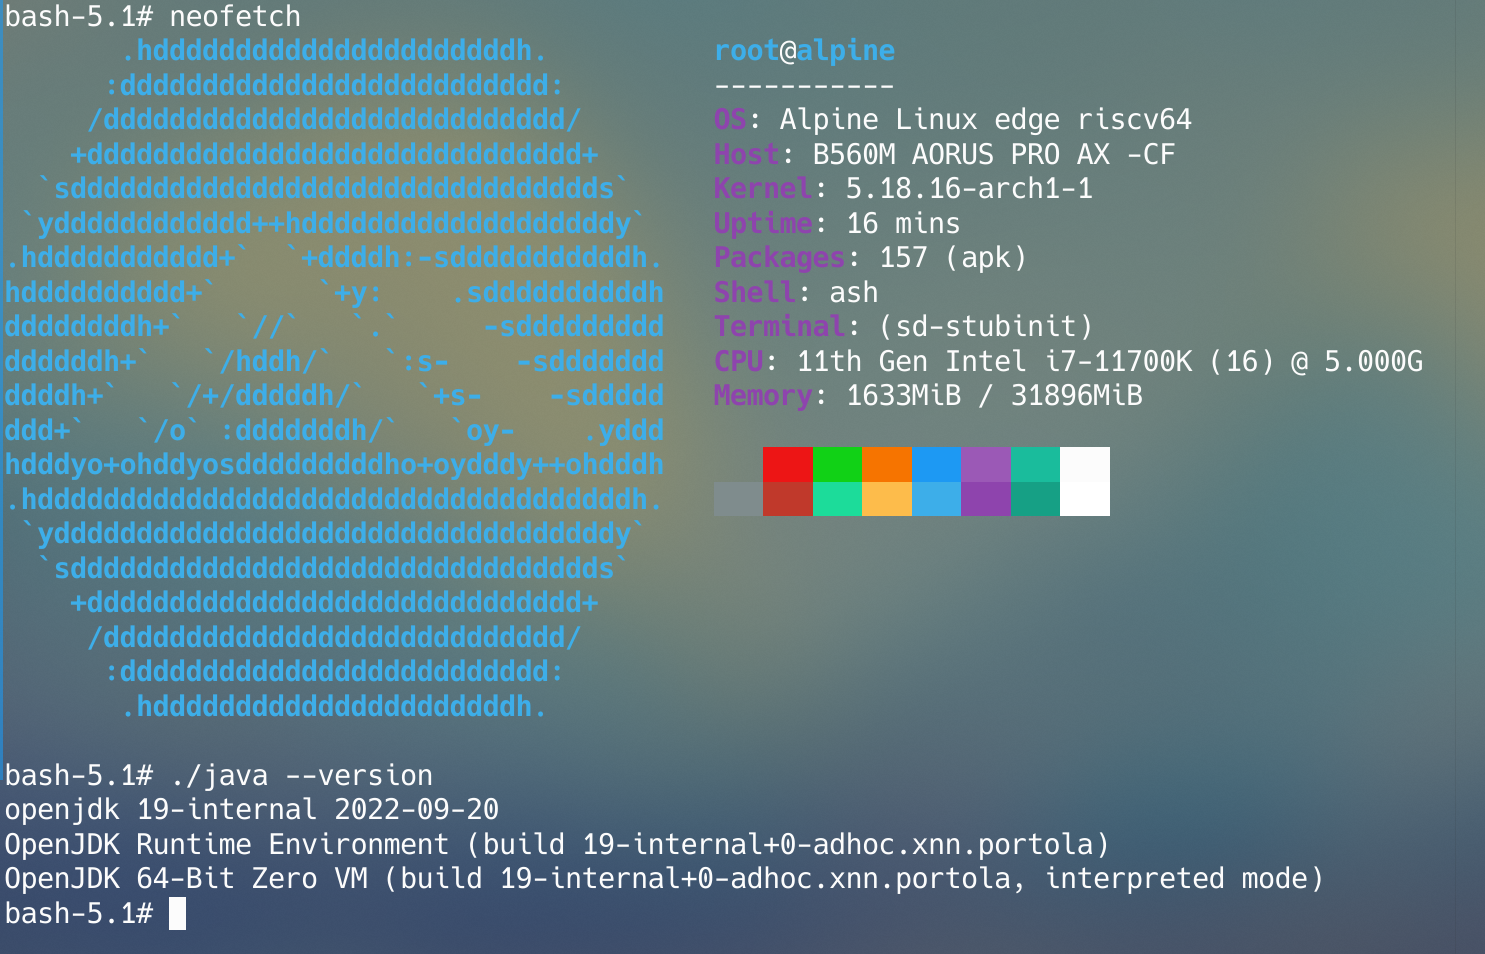 bash-5.1# neofetch
       .hddddddddddddddddddddddh.
      :dddddddddddddddddddddddddd:
     /dddddddddddddddddddddddddddd/
    +dddddddddddddddddddddddddddddd+
  `sdddddddddddddddddddddddddddddddds`
 `ydddddddddddd++hdddddddddddddddddddy`
.hdddddddddddd+`  `+ddddh:-sdddddddddddh.
hdddddddddd+`      `+y:    .sddddddddddh
ddddddddh+`   `//`   `.`     -sddddddddd
ddddddh+`   `/hddh/`   `:s-    -sddddddd
ddddh+`   `/+/dddddh/`   `+s-    -sddddd
ddd+`   `/o` :dddddddh/`   `oy-    .yddd
hdddyo+ohddyosdddddddddho+oydddy++ohdddh
.hddddddddddddddddddddddddddddddddddddh.
 `yddddddddddddddddddddddddddddddddddy`
  `sdddddddddddddddddddddddddddddddds`
    +dddddddddddddddddddddddddddddd+
     /dddddddddddddddddddddddddddd/
      :dddddddddddddddddddddddddd:
       .hddddddddddddddddddddddh.
root@alpine
-----------
OS: Alpine Linux edge riscv64
Host: B560M AORUS PRO AX -CF
Kernel: 5.18.16-arch1-1
Uptime: 16 mins
Packages: 157 (apk)
Shell: ash
Terminal: (sd-stubinit)
CPU: 11th Gen Intel i7-11700K (16) @ 5.000G
Memory: 1633MiB / 31896MiB
bash-5.1# ./java --version
openjdk 19-internal 2022-09-20
OpenJDK Runtime Environment (build 19-internal+0-adhoc.xnn.portola)
OpenJDK 64-Bit Zero VM (build 19-internal+0-adhoc.xnn.portola, interpreted mode)
bash-5.1#